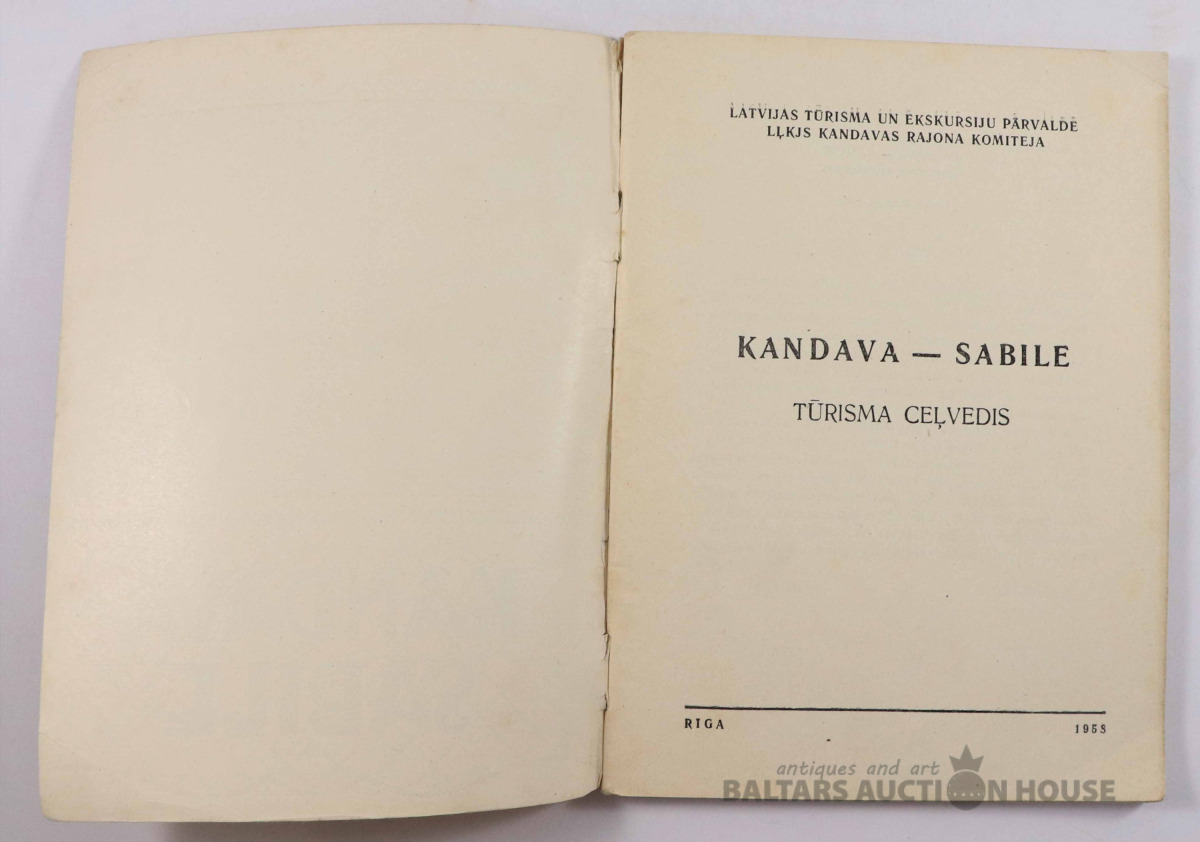 LATVIJAS TŪRISMA UN EKSKURSIJU PĀRVALDE
LĻKJS KANDAVAS RAJONA KOMITEJA
KANDAVA — SABILE
TŪRISMA CEĻVEDIS
RĪGA 1958
antiques and art
BALTARS AUCTION HOUSE